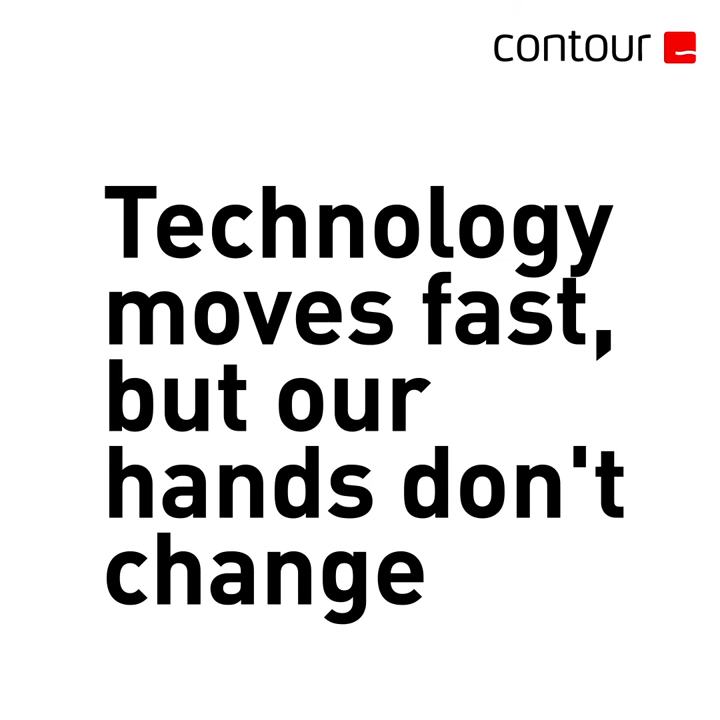 contour
Technology
moves fast,
but our
hands don't
change